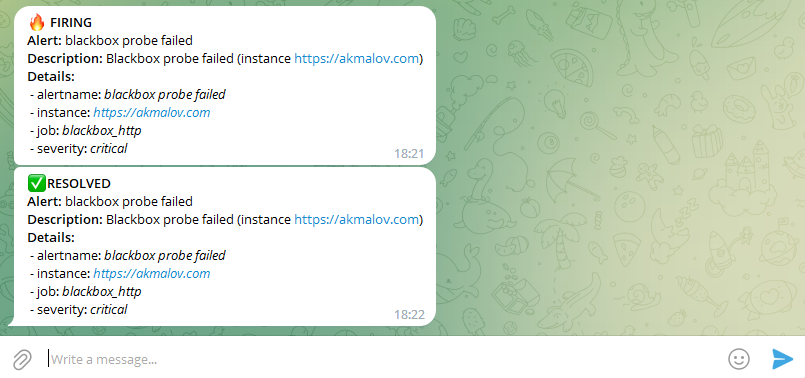 🔥 FIRING
Alert: blackbox probe failed
Description: Blackbox probe failed (instance https://akmalov.com)
Details:
- alertname: blackbox probe failed
- instance: https://akmalov.com
- job: blackbox_http
- severity: critical
18:21
✅RESOLVED
Alert: blackbox probe failed
Description: Blackbox probe failed (instance https://akmalov.com)
Details:
- alertname: blackbox probe failed
- instance: https://akmalov.com
- job: blackbox_http
- severity: critical
18:22
Write a message...